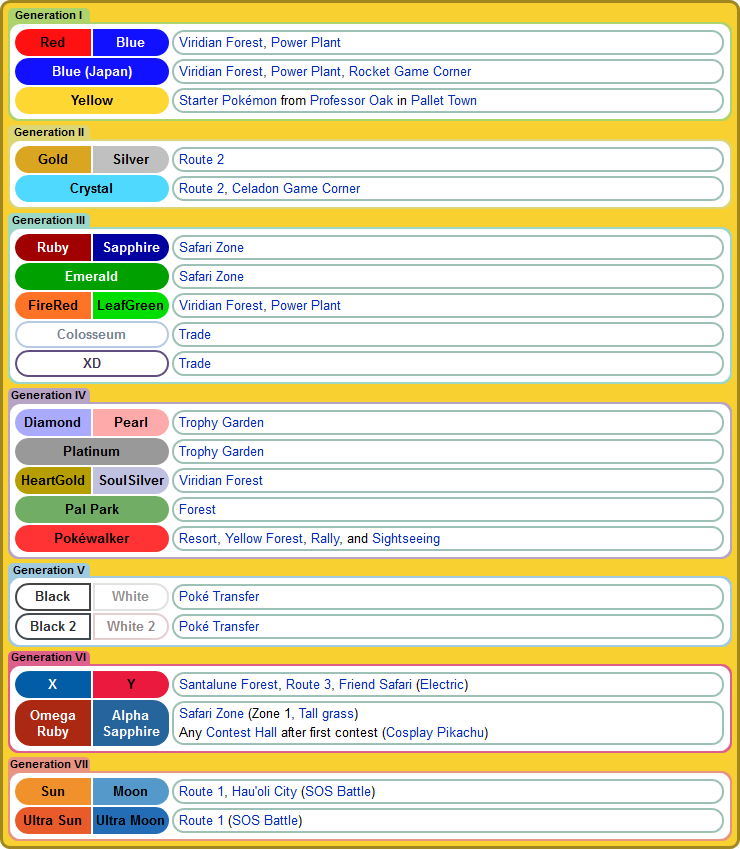 Generation I
Red Blue Viridian Forest, Power Plant
Blue (Japan) Viridian Forest, Power Plant, Rocket Game Corner
Yellow Starter Pokémon from Professor Oak in Pallet Town
Generation II
Gold Silver Route 2
Crystal Route 2, Celadon Game Corner
Generation III
Ruby Sapphire Safari Zone
Emerald Safari Zone
FireRed LeafGreen Viridian Forest, Power Plant
Colosseum Trade
XD Trade
Generation IV
Diamond Pearl Trophy Garden
Platinum Trophy Garden
HeartGold SoulSilver Viridian Forest
Pal Park Forest
Pokéwalker Resort, Yellow Forest, Rally, and Sightseeing
Generation V
Black White Poké Transfer
Black 2 White 2 Poké Transfer
Generation VI
X Y Santalune Forest, Route 3, Friend Safari (Electric)
Omega Ruby Alpha Sapphire Safari Zone (Zone 1, Tall grass)
Any Contest Hall after first contest (Cosplay Pikachu)
Generation VII
Sun Moon Route 1, Hau'oli City (SOS Battle)
Ultra Sun Ultra Moon Route 1 (SOS Battle)